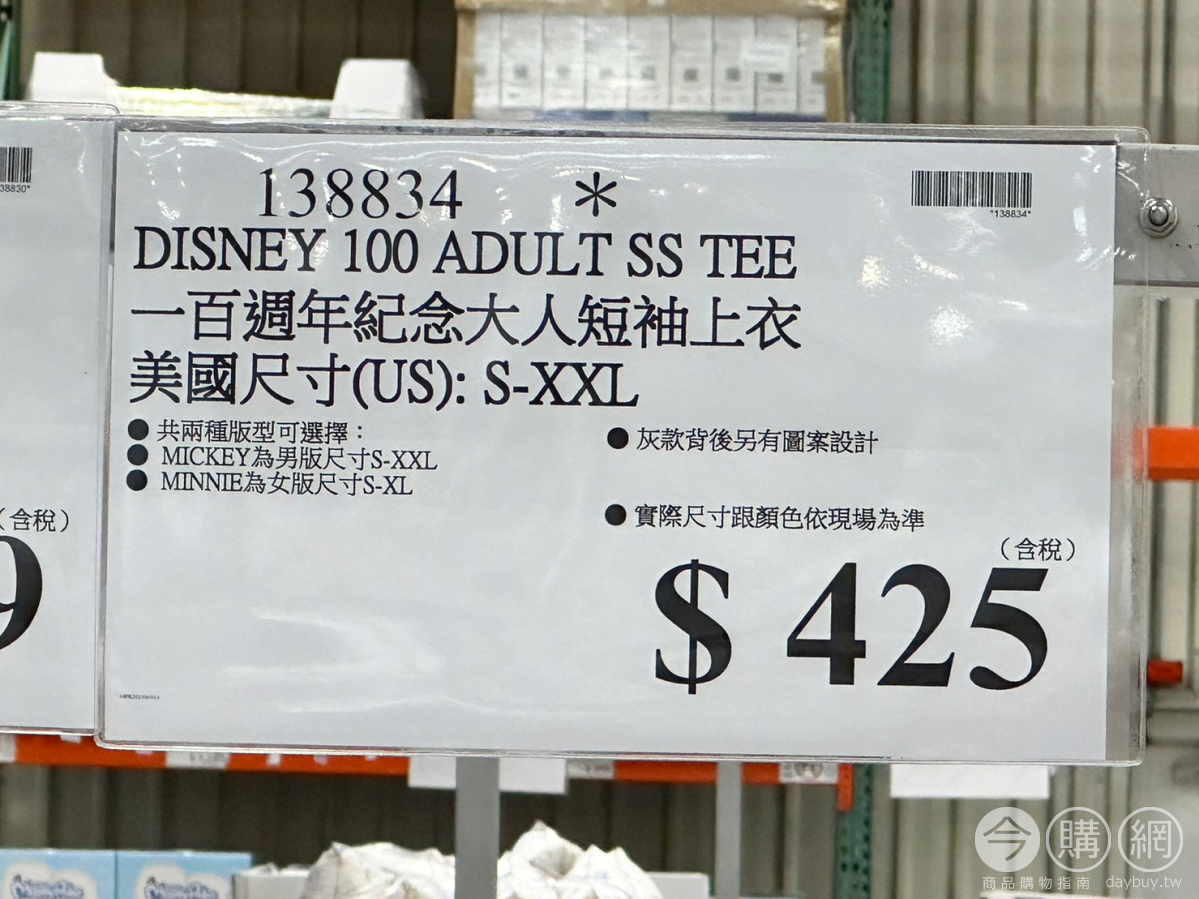 138834 *
*138834*
DISNEY 100 ADULT SS TEE
一百週年紀念大人短袖上衣
美國尺寸(US): S-XXL
● 共兩種版型可選擇：
● MICKEY為男版尺寸S-XXL
● MINNIE為女版尺寸S-XL
● 灰款背後另有圖案設計
● 實際尺寸跟顏色依現場為準
（含稅）
$ 425
38830*
（含稅）
9
今購網
商品購物指南 daybuy.tw